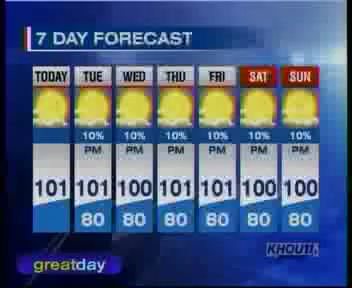 7 DAY FORECAST
TODAY TUE WED THU FRI SAT SUN
10% 10% 10% 10% 10% 10%
PM PM PM PM PM PM
101 101 100 101 101 100 100
80 80 80 80 80 80
KHOU11
greatday